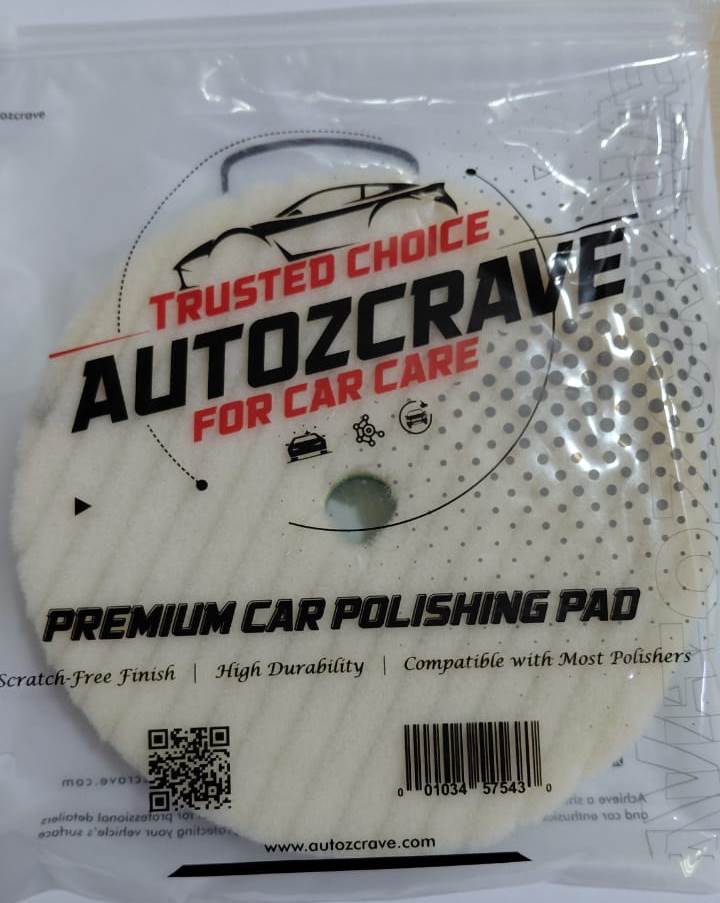 ozcrave
TRUSTED CHOICE
AUTOZCRAVE
FOR CAR CARE
PREMIUM CAR POLISHING PAD
Scratch-Free Finish | High Durability | Compatible with Most Polishers
0 01034 57543 0
www.autozcrave.com